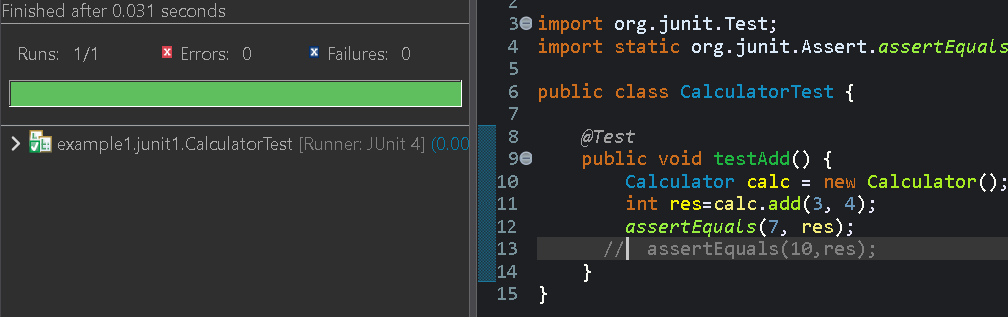 Finished after 0.031 seconds
Runs: 1/1 Errors: 0 Failures: 0
example1.junit1.CalculatorTest [Runner: JUnit 4] (0.00
3 import org.junit.Test;
4 import static org.junit.Assert.assertEquals
5
6 public class CalculatorTest {
7
8 @Test
9 public void testAdd() {
10 Calculator calc = new Calculator();
11 int res=calc.add(3, 4);
12 assertEquals(7, res);
13 // assertEquals(10,res);
14 }
15 }